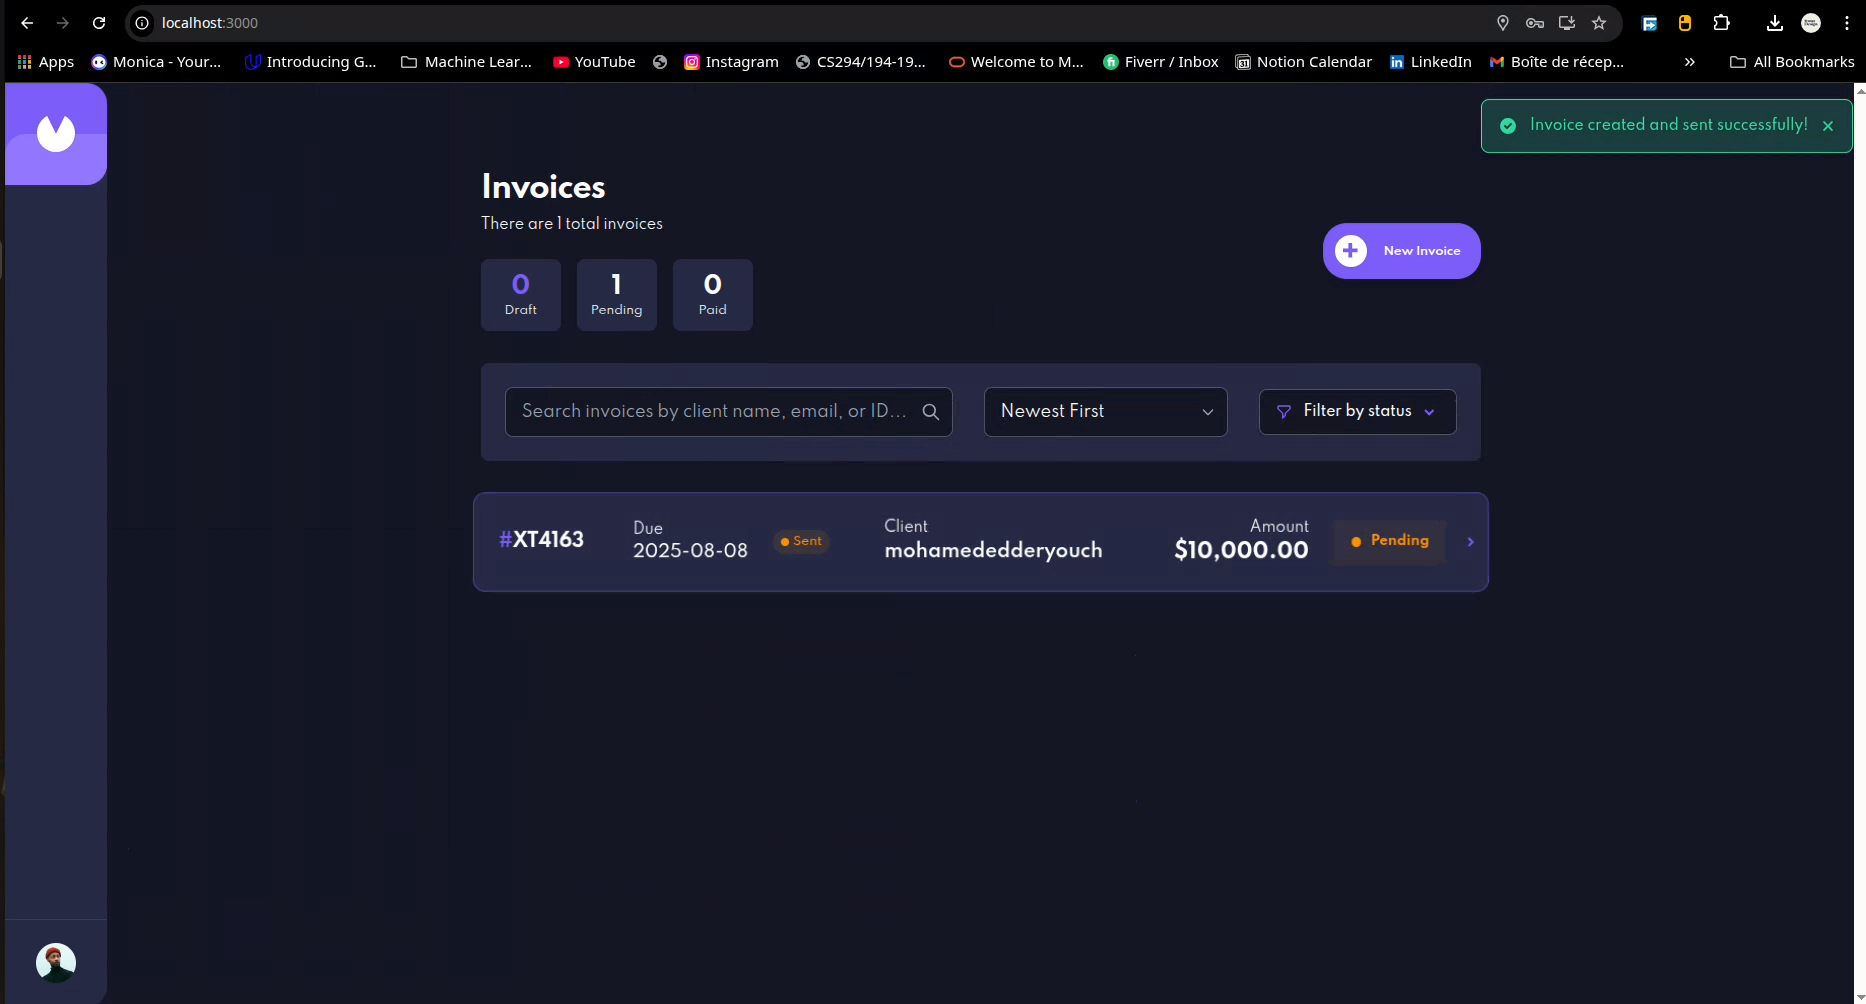 localhost:3000
Apps Monica - Your... Introducing G... Machine Lear... YouTube Instagram CS294/194-19... Welcome to M... Fiverr / Inbox Notion Calendar LinkedIn Boîte de récep... » All Bookmarks
Invoice created and sent successfully!
Invoices
There are 1 total invoices
New Invoice
0 1 0
Draft Pending Paid
Search invoices by client name, email, or ID... Newest First Filter by status
Due Client Amount
#XT4163 2025-08-08 Sent mohamededderyouch $10,000.00 Pending